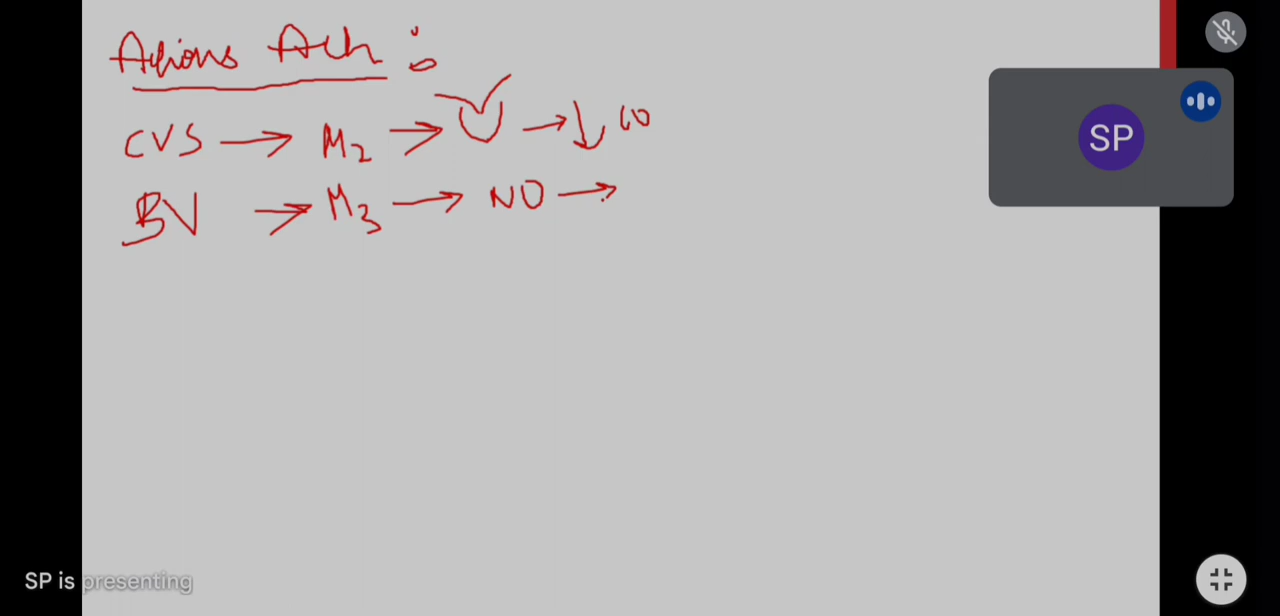 Actions Ach :
CVS → M2 → → ↓ CO
BV → M3 → NO →
SP
SP is presenting